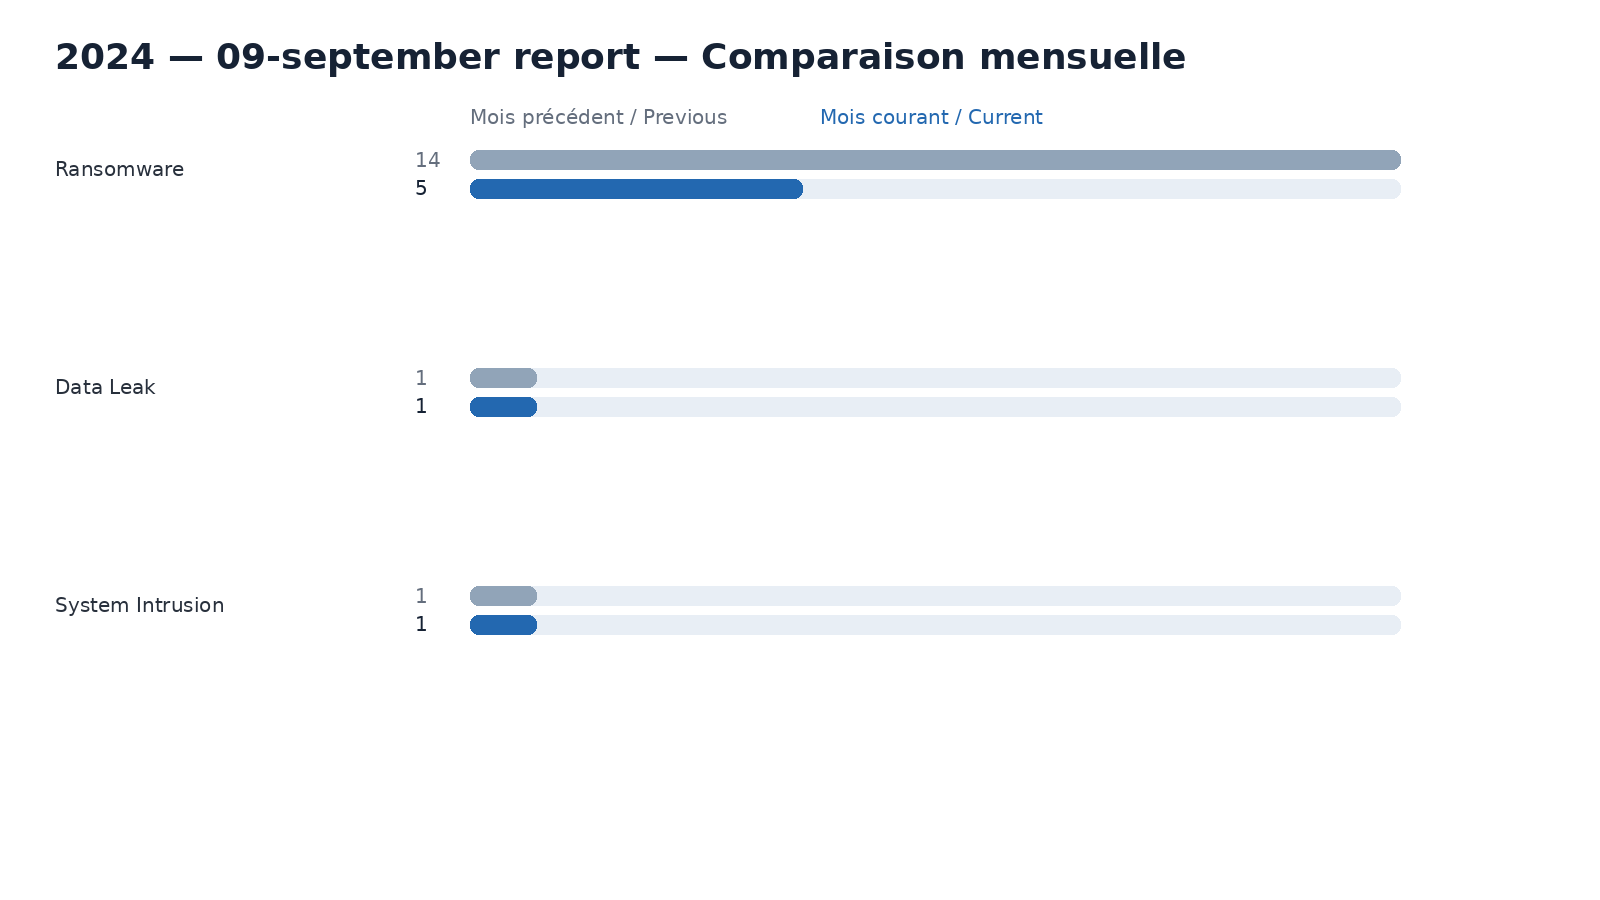 2024 — 09-september report — Comparaison mensuelle
Mois précédent / Previous
Mois courant / Current
Ransomware
14
5
Data Leak
1
1
System Intrusion
1
1